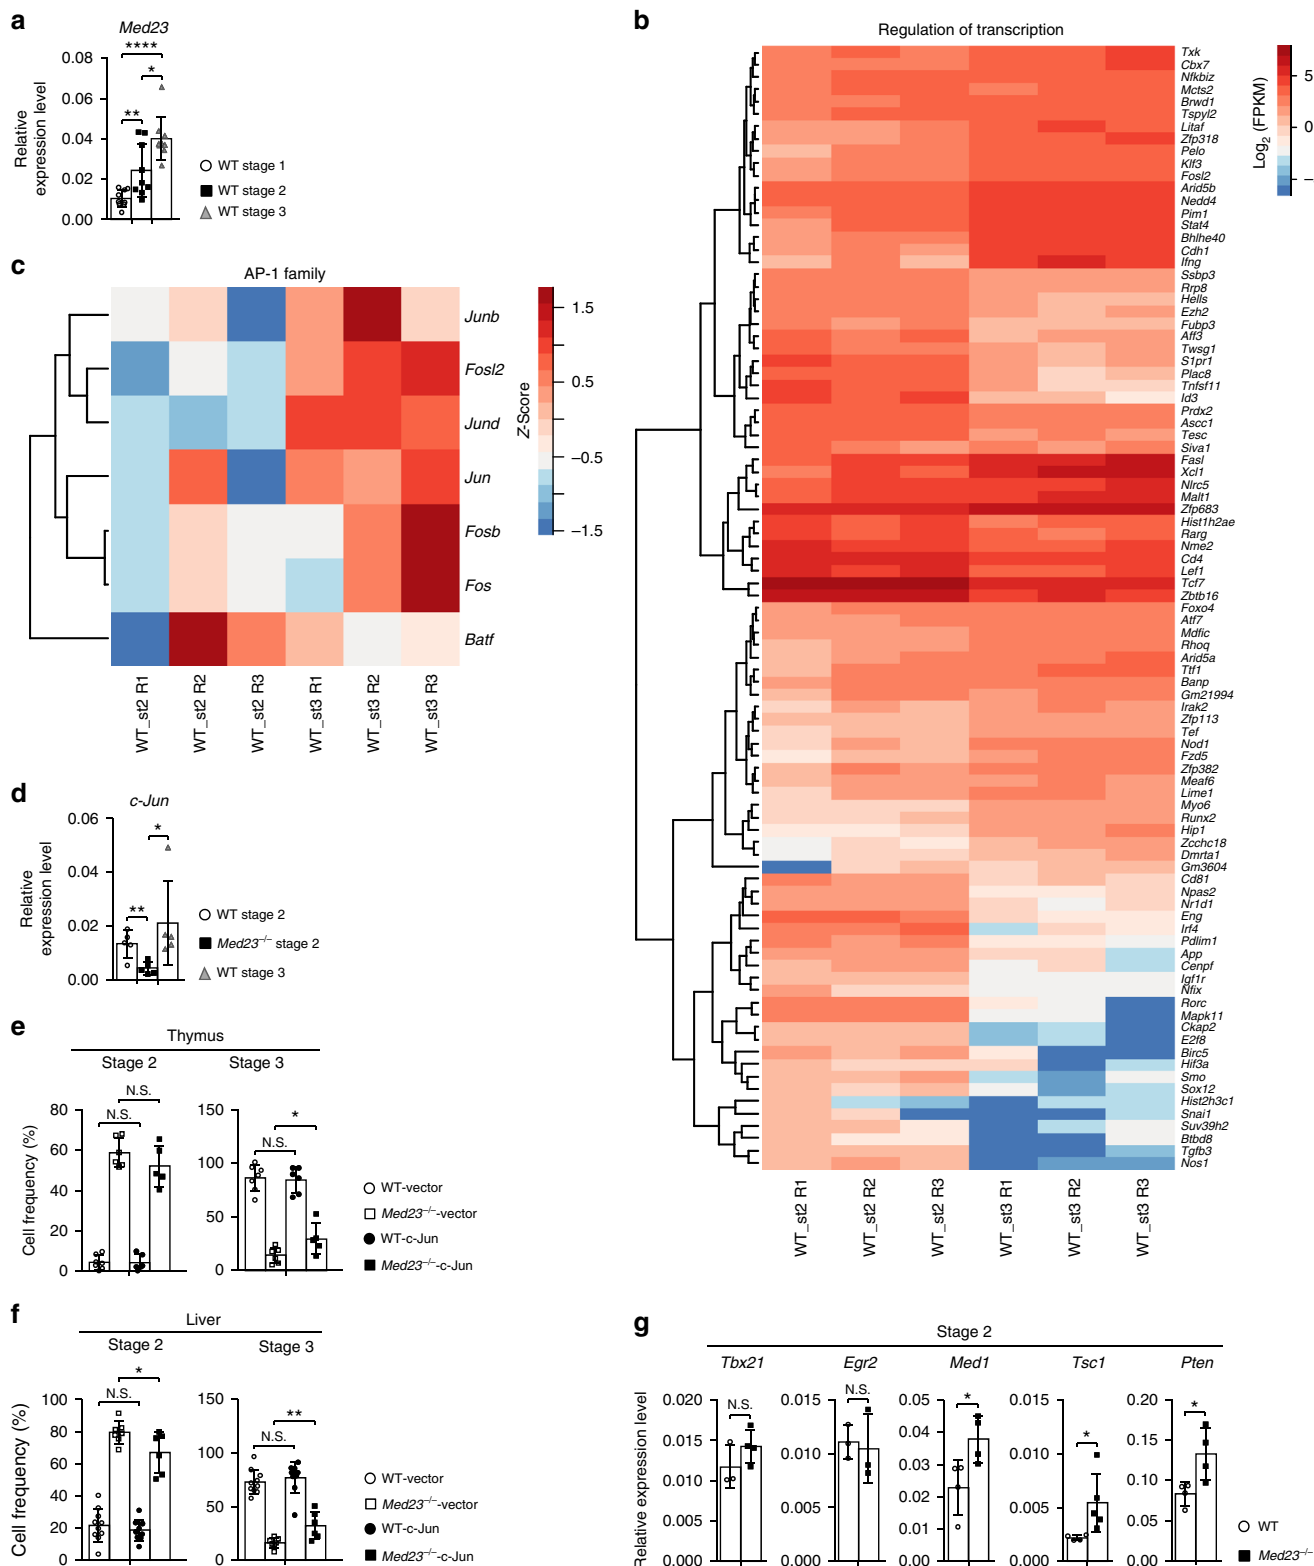 a
Med23
****
*
**
0.08
0.06
0.04
0.02
0.00
Relative
expression level
WT stage 1
WT stage 2
WT stage 3
b
Regulation of transcription
Txk
Cbx7
Nfkbiz
Mcts2
Brwd1
Tspyl2
Litaf
Zfp318
Pelo
Klf3
Fosl2
Arid5b
Nedd4
Pim1
Stat4
Bhlhe40
Cdh1
Ifng
Ssbp3
Rrp8
Hells
Ezh2
Fubp3
Aff3
Twsg1
S1pr1
Plac8
Tnfsf11
Id3
Prdx2
Ascc1
Tesc
Siva1
Fasl
Xcl1
Nlrc5
Malt1
Zfp683
Hist1h2ae
Rarg
Nme2
Cd4
Lef1
Tcf7
Zbtb16
Foxo4
Atf7
Mdfic
Rhoq
Arid5a
Ttf1
Banp
Gm21994
Irak2
Zfp113
Tef
Nod1
Fzd5
Zfp382
Meaf6
Lime1
Myo6
Runx2
Hip1
Zcchc18
Dmrta1
Gm3604
Cd81
Npas2
Nr1d1
Eng
Irf4
Pdlim1
App
Cenpf
Igf1r
Nfix
Rorc
Mapk11
Ckap2
E2f8
Birc5
Hif3a
Smo
Sox12
Hist2h3c1
Snai1
Suv39h2
Btbd8
Tgfb3
Nos1
WT_st2 R1
WT_st2 R2
WT_st2 R3
WT_st3 R1
WT_st3 R2
WT_st3 R3
Log2 (FPKM)
5
0
−
c
AP-1 family
Junb
Fosl2
Jund
Jun
Fosb
Fos
Batf
WT_st2 R1
WT_st2 R2
WT_st2 R3
WT_st3 R1
WT_st3 R2
WT_st3 R3
Z-Score
1.5
0.5
−0.5
−1.5
d
c-Jun
*
**
0.06
0.04
0.02
0.00
Relative
expression level
WT stage 2
Med23−/− stage 2
WT stage 3
e
Thymus
Stage 2
Stage 3
N.S.
N.S.
*
N.S.
80
60
40
20
0
150
100
50
0
Cell frequency (%)
WT-vector
Med23−/−-vector
WT-c-Jun
Med23−/−-c-Jun
f
Liver
Stage 2
Stage 3
*
N.S.
**
N.S.
100
80
60
40
20
0
150
100
50
0
Cell frequency (%)
WT-vector
Med23−/−-vector
WT-c-Jun
Med23−/−-c-Jun
g
Stage 2
Tbx21
Egr2
Med1
Tsc1
Pten
N.S.
N.S.
*
*
*
Relative expression level
0.020
0.015
0.010
0.005
0.000
0.015
0.010
0.005
0.000
0.05
0.04
0.03
0.02
0.01
0.00
0.010
0.005
0.000
0.20
0.15
0.10
0.05
0.00
WT
Med23−/−